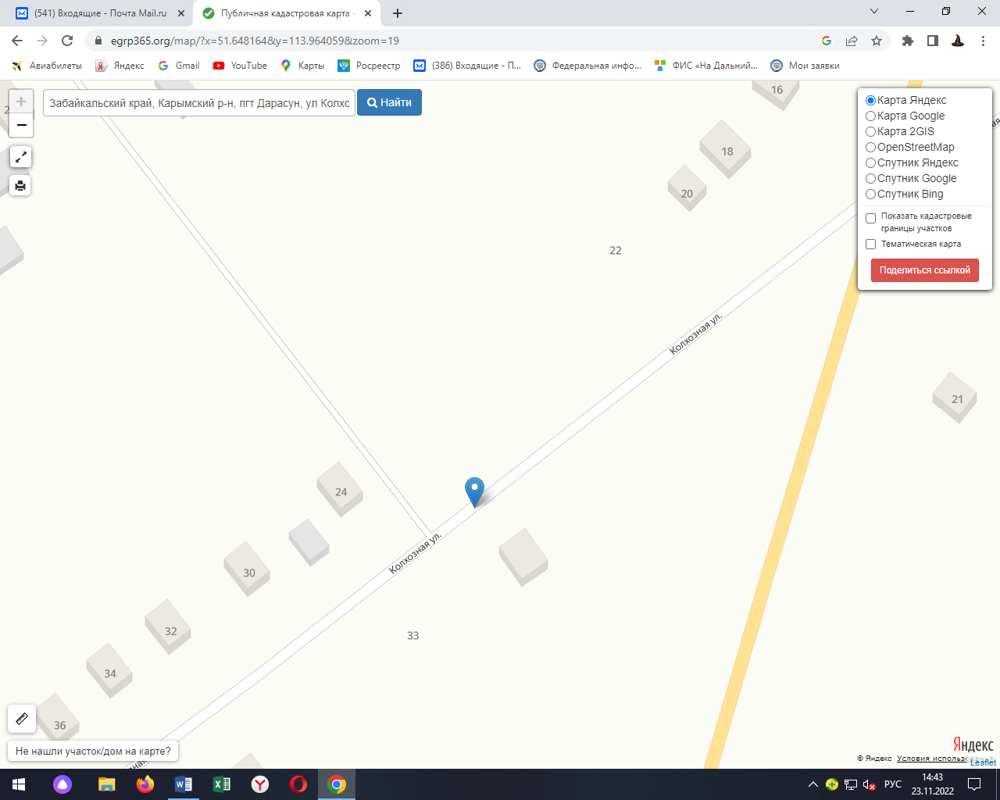 (541) Входящие - Почта Mail.ru
Публичная кадастровая карта -
egrp365.org/map/?x=51.648164&y=113.964059&zoom=19
Авиабилеты
Яндекс
Gmail
YouTube
Карты
Росреестр
(386) Входящие - П...
Федеральная инфо...
ФИС «На Дальний...
Мои заявки
Забайкальский край, Карымский р-н, пгт Дарасун, ул Колхо
Найти
Карта Яндекс
Карта Google
Карта 2GIS
OpenStreetMap
Спутник Яндекс
Спутник Google
Спутник Bing
Показать кадастровые
границы участков
Тематическая карта
Поделиться ссылкой
16
18
20
22
Колхозная ул.
21
24
Колхозная ул.
30
32
33
34
36
Не нашли участок/дом на карте?
Яндекс
© Яндекс Условия использования
Leaflet
РУС
14:43
23.11.2022